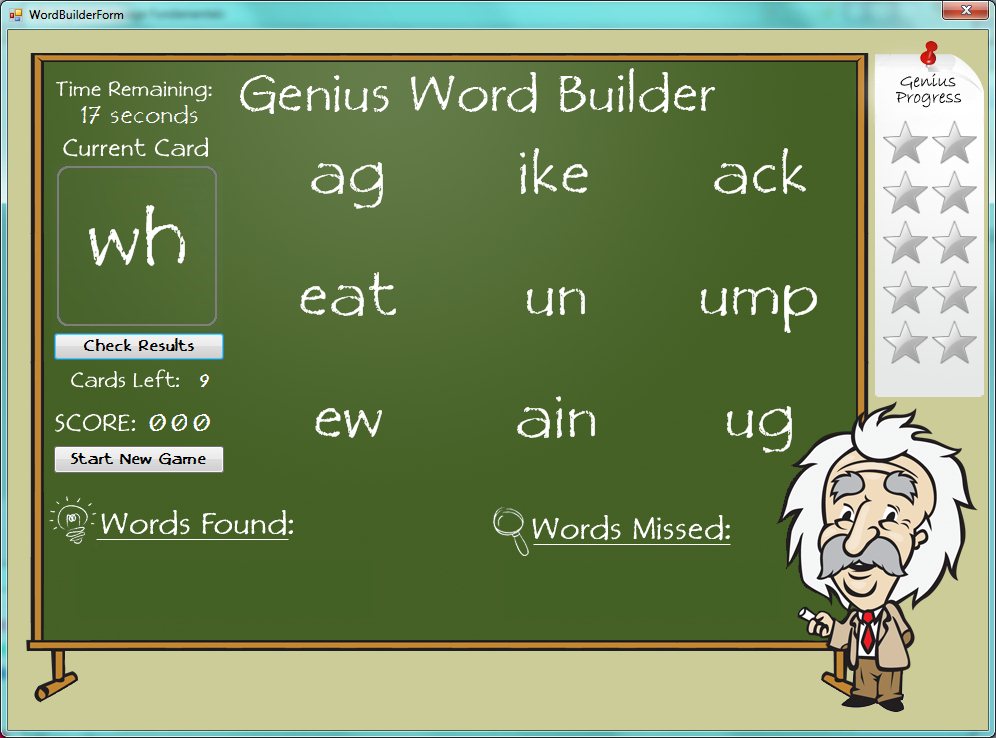 WordBuilderForm
Time Remaining:
17 seconds
Genius Word Builder
Current Card
wh
ag ike ack
eat un ump
ew ain ug
Check Results
Cards Left: 9
SCORE: 000
Start New Game
Words Found:
Words Missed:
Genius
Progress